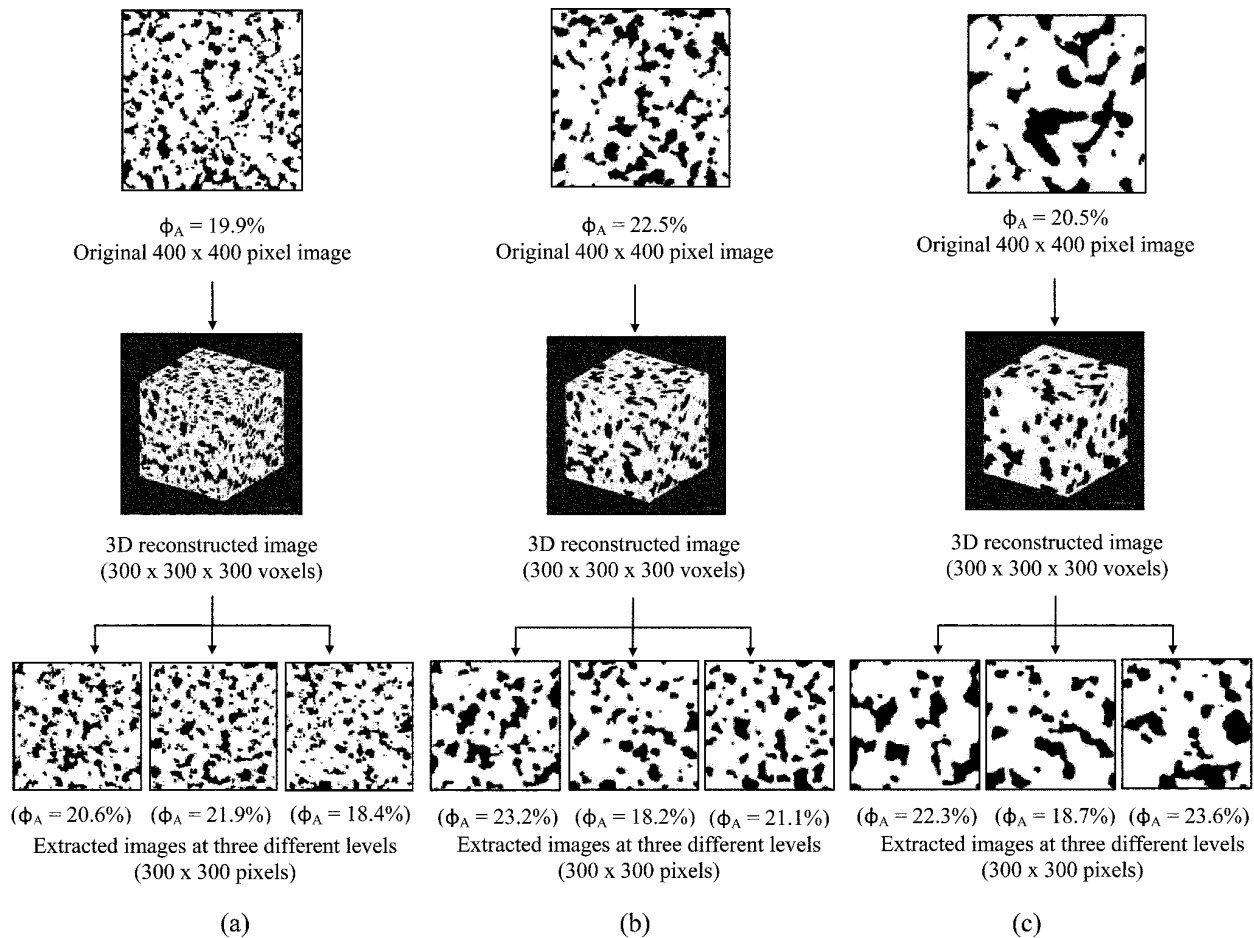 ϕA = 19.9%
Original 400 x 400 pixel image
ϕA = 22.5%
Original 400 x 400 pixel image
ϕA = 20.5%
Original 400 x 400 pixel image
3D reconstructed image
(300 x 300 x 300 voxels)
3D reconstructed image
(300 x 300 x 300 voxels)
3D reconstructed image
(300 x 300 x 300 voxels)
(ϕA = 20.6%) (ϕA = 21.9%) (ϕA = 18.4%)
Extracted images at three different levels
(300 x 300 pixels)
(ϕA = 23.2%) (ϕA = 18.2%) (ϕA = 21.1%)
Extracted images at three different levels
(300 x 300 pixels)
(ϕA = 22.3%) (ϕA = 18.7%) (ϕA = 23.6%)
Extracted images at three different levels
(300 x 300 pixels)
(a)
(b)
(c)